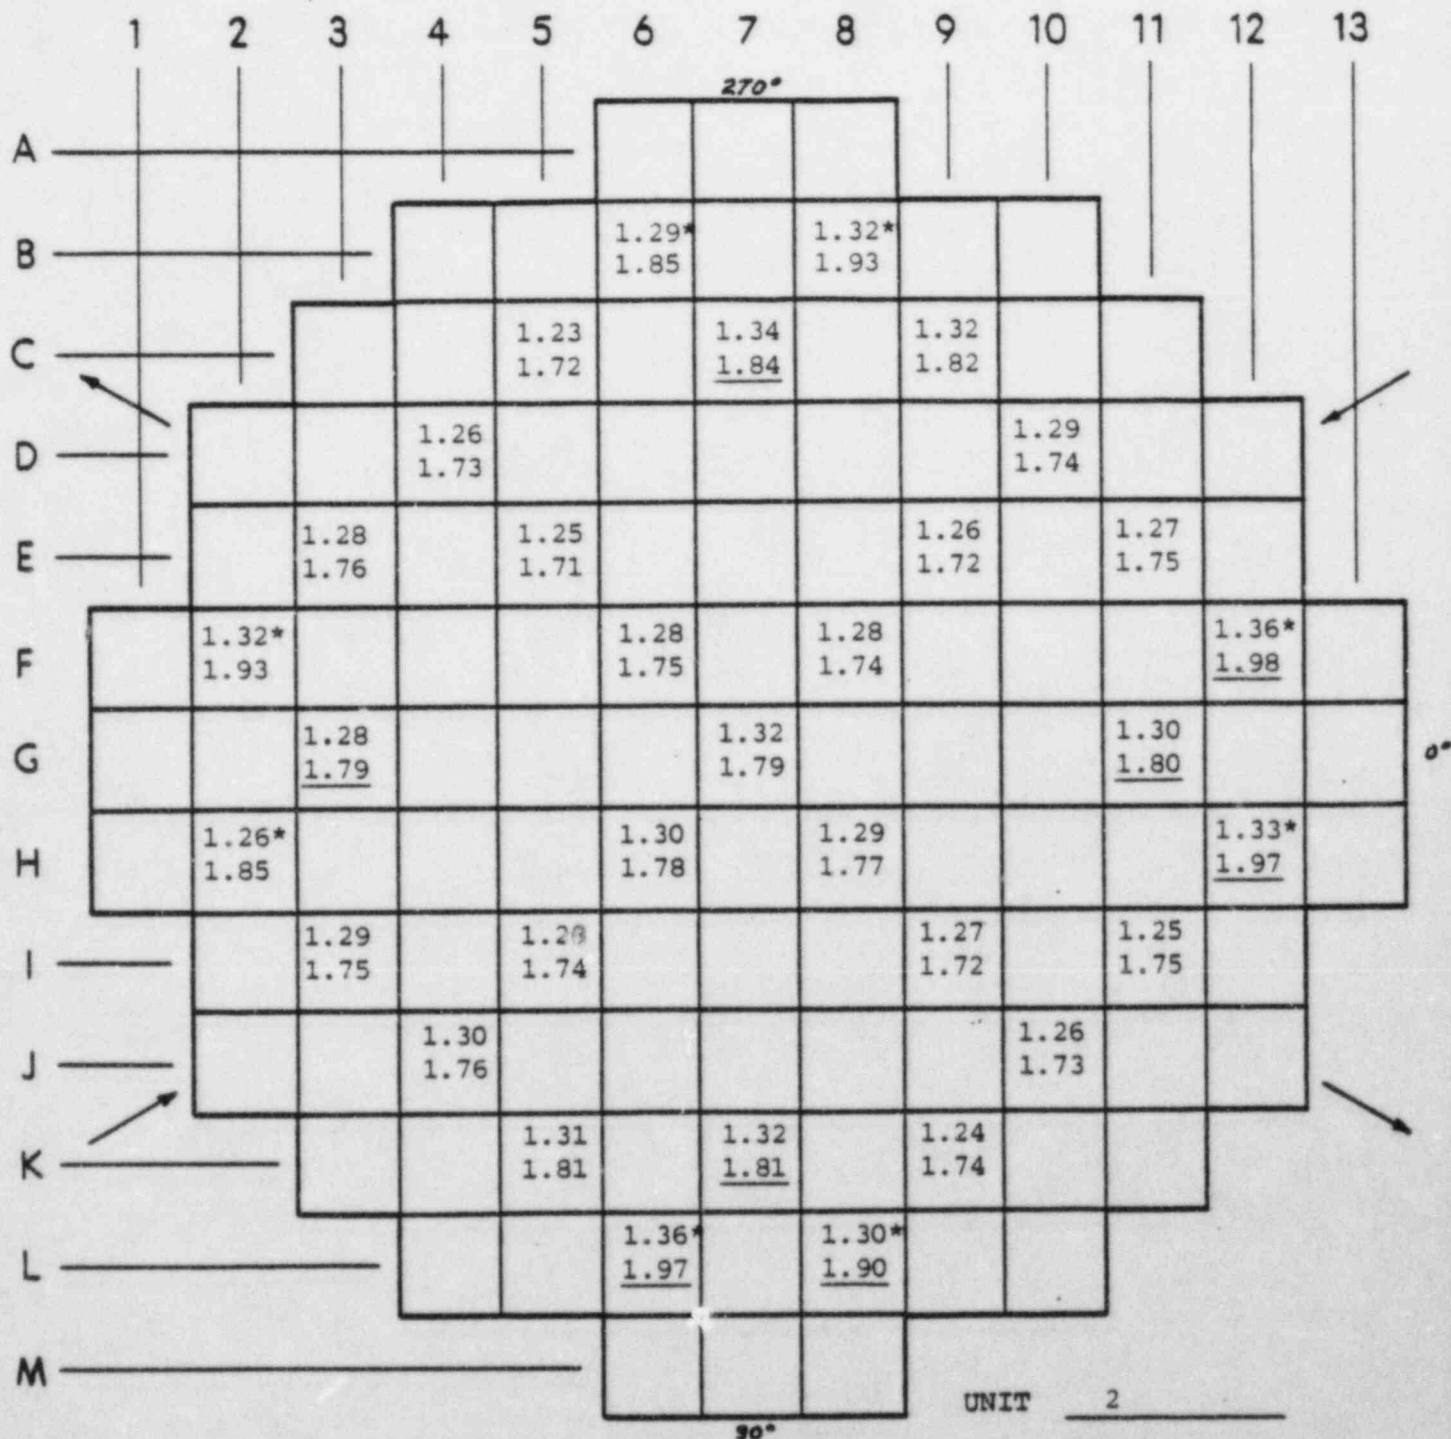 1 2 3 4 5 6 7 8 9 10 11 12 13
270°
A
B 1.29* 1.32*
1.85 1.93
C 1.23 1.34 1.32
1.72 1.84 1.82
D 1.26 1.29
1.73 1.74
E 1.28 1.25 1.26 1.27
1.76 1.71 1.72 1.75
F 1.32* 1.28 1.28 1.36*
1.93 1.75 1.74 1.98
G 1.28 1.32 1.30 0°
1.79 1.79 1.80
H 1.26* 1.30 1.29 1.33*
1.85 1.78 1.77 1.97
I 1.29 1.27 1.25
1.75 1.74 1.72 1.75
J 1.30 1.26
1.76 1.73
K 1.31 1.32 1.24
1.81 1.81 1.74
L 1.36* 1.30*
1.97 1.90
M
UNIT 2
90°